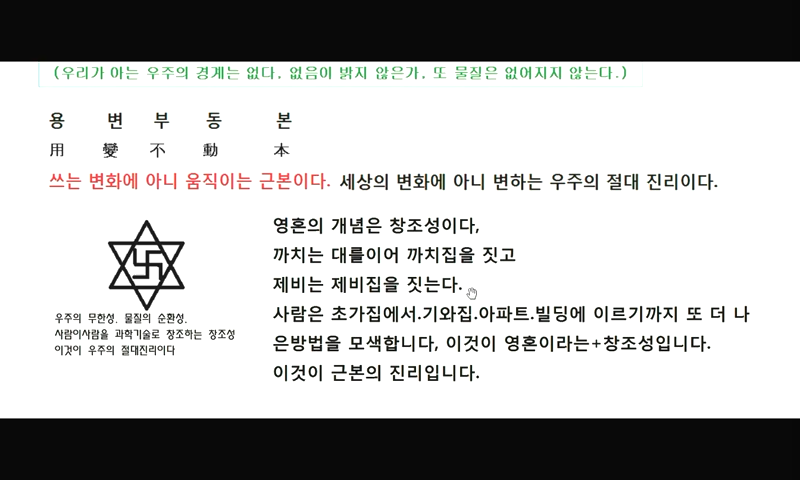 (우리가 아는 우주의 경계는 없다, 없음이 밝지 않은가, 또 물질은 없어지지 않는다.)
용 변 부 동 본
用 變 不 動 本
쓰는 변화에 아니 움직이는 근본이다. 세상의 변화에 아니 변하는 우주의 절대 진리이다.
영혼의 개념은 창조성이다,
까치는 대를이어 까치집을 짓고
제비는 제비집을 짓는다.
사람은 초가집에서.기와집.아파트.빌딩에 이르기까지 또 더 나
은방법을 모색합니다, 이것이 영혼이라는+창조성입니다.
이것이 근본의 진리입니다.
우주의 무한성. 물질의 순환성.
사람이사람을 과학기술로 창조하는 창조성
이것이 우주의 절대진리이다